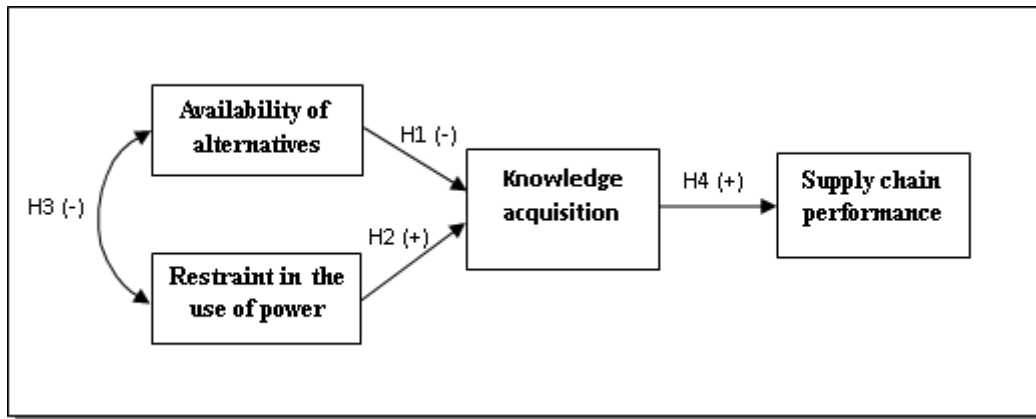 Availability of
alternatives
H1 (-)
Knowledge
acquisition
H4 (+)
Supply chain
performance
H3 (-)
H2 (+)
Restraint in the
use of power